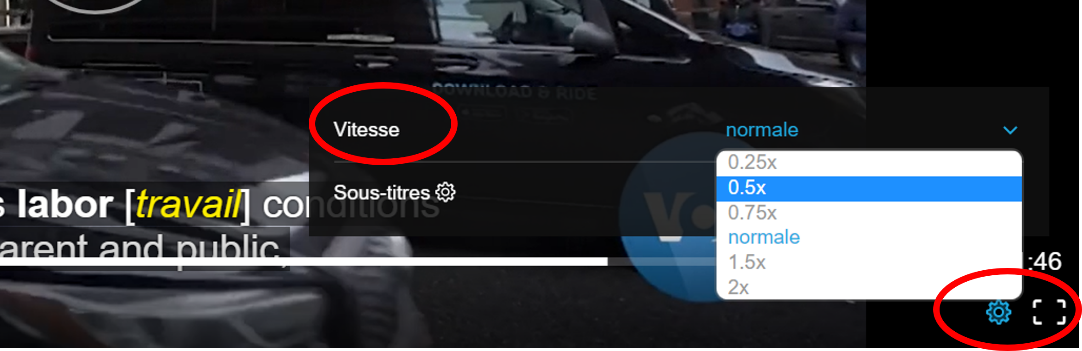 DOWNLOAD & RIDE
Vitesse
normale
0.25x
0.5x
0.75x
normale
1.5x
2x
Sous-titres
s labor [travail] conditions
arent and public,
:46